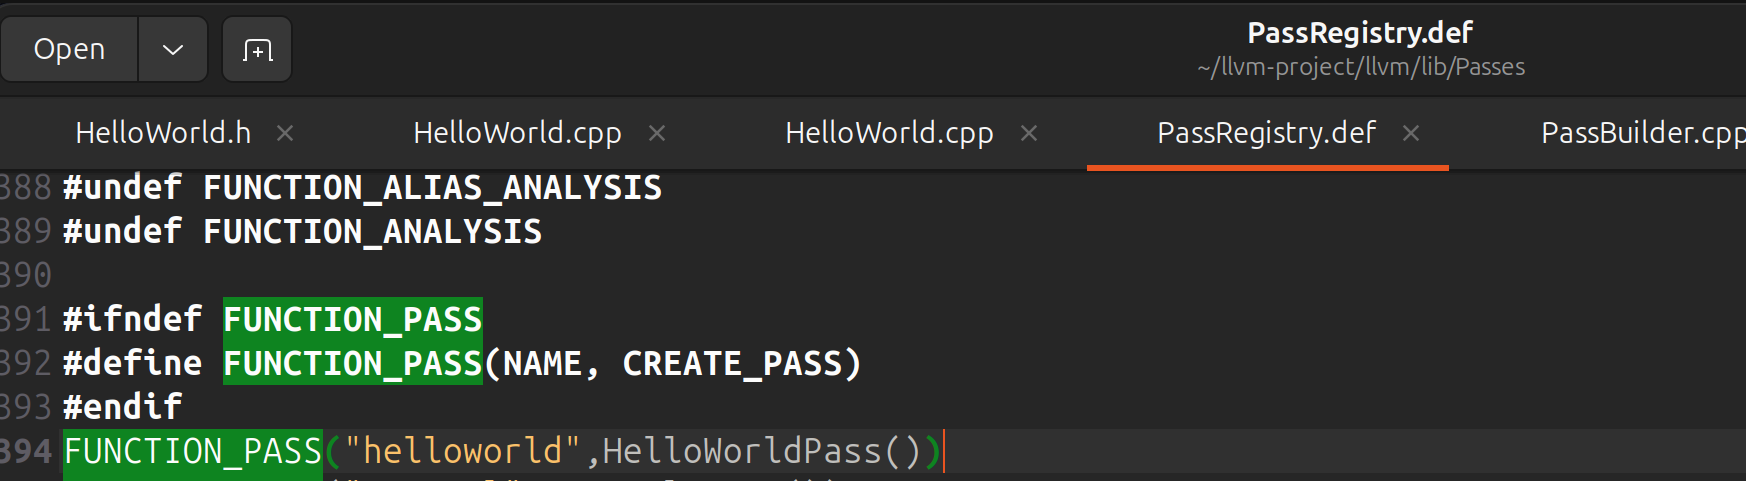 Open
PassRegistry.def
~/llvm-project/llvm/lib/Passes
HelloWorld.h × HelloWorld.cpp × HelloWorld.cpp × PassRegistry.def × PassBuilder.cpp
388 #undef FUNCTION_ALIAS_ANALYSIS
389 #undef FUNCTION_ANALYSIS
390
391 #ifndef FUNCTION_PASS
392 #define FUNCTION_PASS(NAME, CREATE_PASS)
393 #endif
394 FUNCTION_PASS("helloworld",HelloWorldPass())